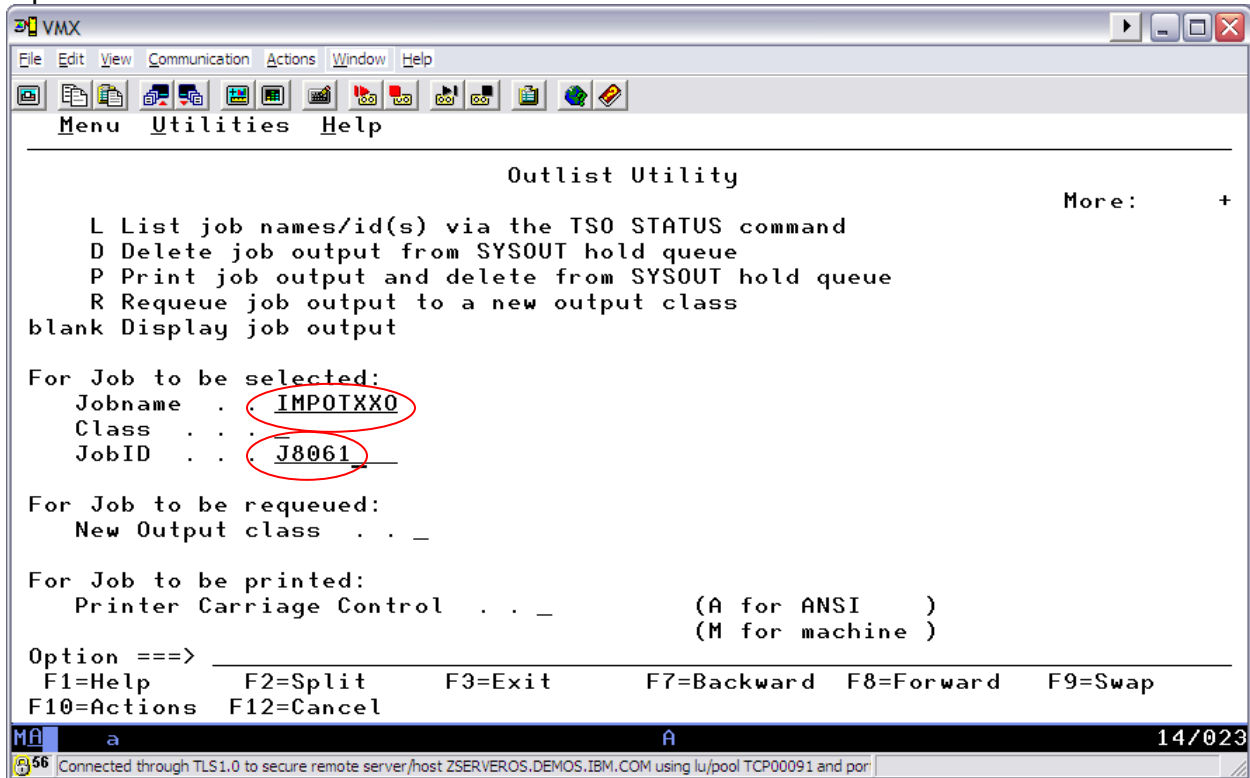 VMX
File Edit View Communication Actions Window Help
Menu Utilities Help
Outlist Utility
More: +
L List job names/id(s) via the TSO STATUS command
D Delete job output from SYSOUT hold queue
P Print job output and delete from SYSOUT hold queue
R Requeue job output to a new output class
blank Display job output
For Job to be selected:
Jobname . . IMPOTXXO
Class . . . _
JobID . . . J8061_
For Job to be requeued:
New Output class . . _
For Job to be printed:
Printer Carriage Control . . _ (A for ANSI )
(M for machine )
Option ===>
F1=Help F2=Split F3=Exit F7=Backward F8=Forward F9=Swap
F10=Actions F12=Cancel
MA a A 14/023
56 Connected through TLS1.0 to secure remote server/host ZSERVEROS.DEMOS.IBM.COM using lu/pool TCP00091 and por